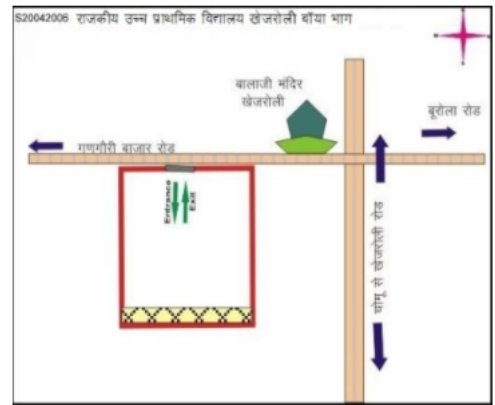 S20042006 राजकीय उच्च प्राथमिक विद्यालय खेजरोली बाँया भाग
बालाजी मंदिर
खेजरोली
बूरोला रोड
गणगौरी बाजार रोड
Entrance
Exit
चोमू से खेजरोली रोड